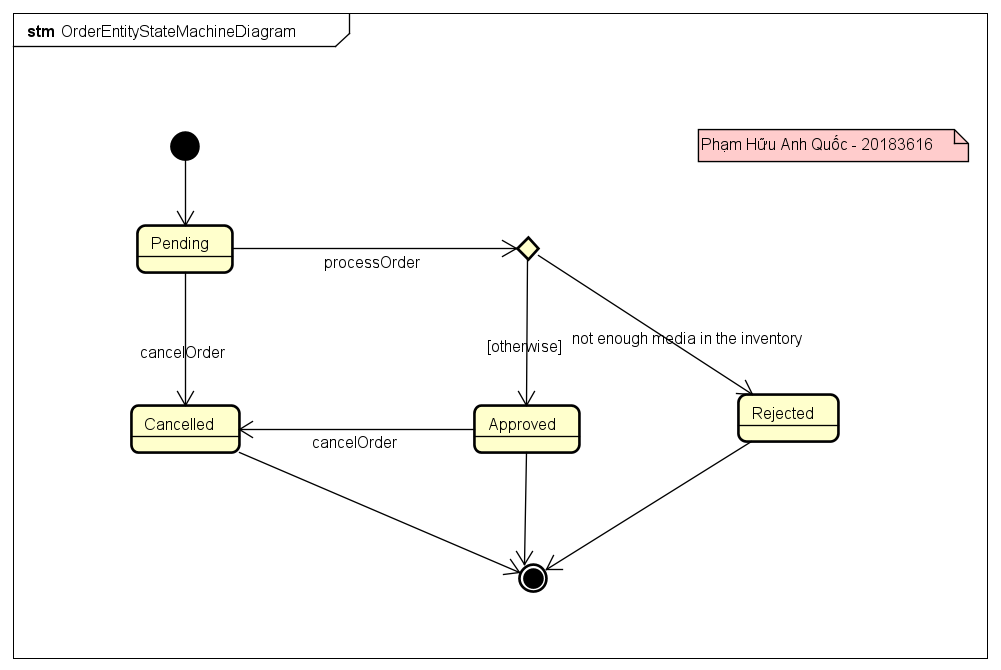 stm OrderEntityStateMachineDiagram
Phạm Hữu Anh Quốc - 20183616
Pending
processOrder
cancelOrder
[otherwise]
not enough media in the inventory
Cancelled
cancelOrder
Approved
Rejected